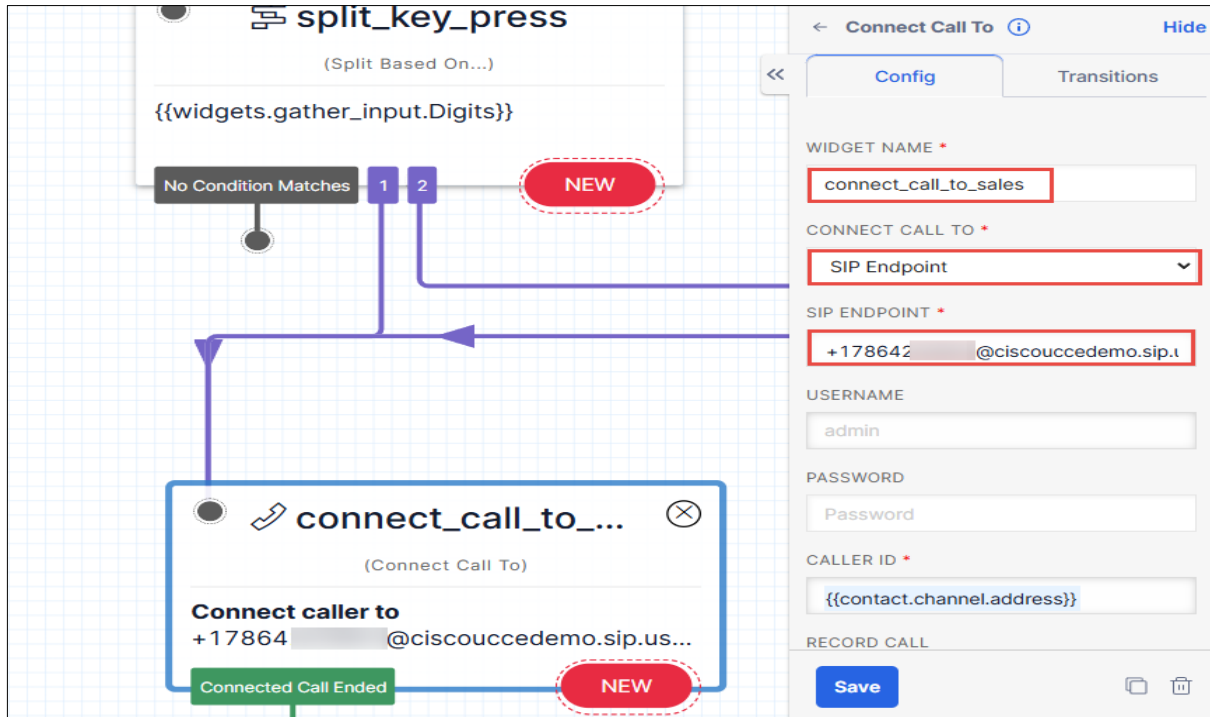 split_key_press
(Split Based On...)
{{widgets.gather_input.Digits}}
No Condition Matches
1
2
NEW
connect_call_to_...
(Connect Call To)
Connect caller to
+17864 @ciscouccedemo.sip.us...
Connected Call Ended
NEW
Connect Call To
Hide
Config
Transitions
WIDGET NAME *
connect_call_to_sales
CONNECT CALL TO *
SIP Endpoint
SIP ENDPOINT *
+178642 @ciscouccedemo.sip.u
USERNAME
admin
PASSWORD
Password
CALLER ID *
{{contact.channel.address}}
RECORD CALL
Save